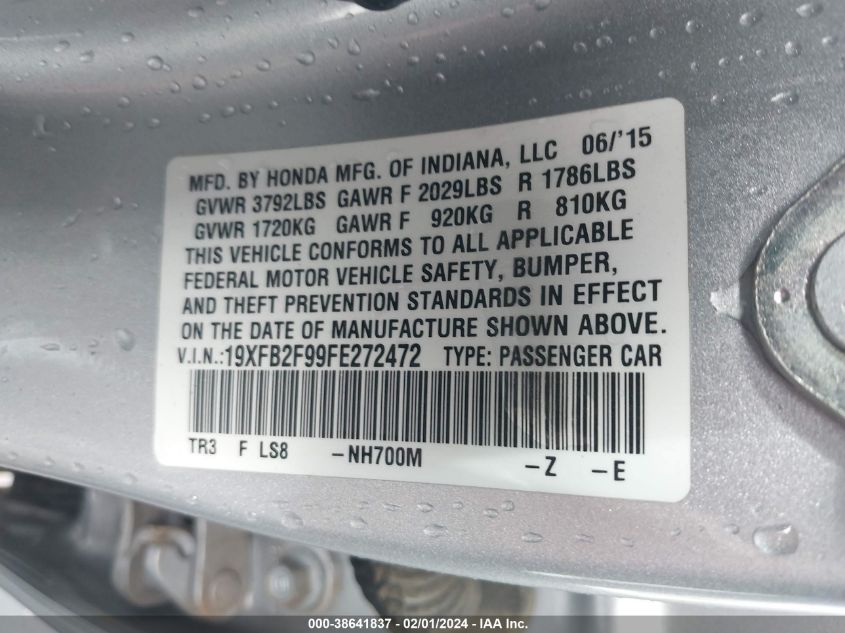 MFD. BY HONDA MFG. OF INDIANA, LLC 06/'15
GVWR 3792LBS GAWR F 2029LBS R 1786LBS
GVWR 1720KG GAWR F 920KG R 810KG
THIS VEHICLE CONFORMS TO ALL APPLICABLE
FEDERAL MOTOR VEHICLE SAFETY, BUMPER,
AND THEFT PREVENTION STANDARDS IN EFFECT
ON THE DATE OF MANUFACTURE SHOWN ABOVE.
V.I.N.:19XFB2F99FE272472 TYPE: PASSENGER CAR
TR3 F LS8 -NH700M -Z -E
000-38641837 - 02/01/2024 - IAA Inc.